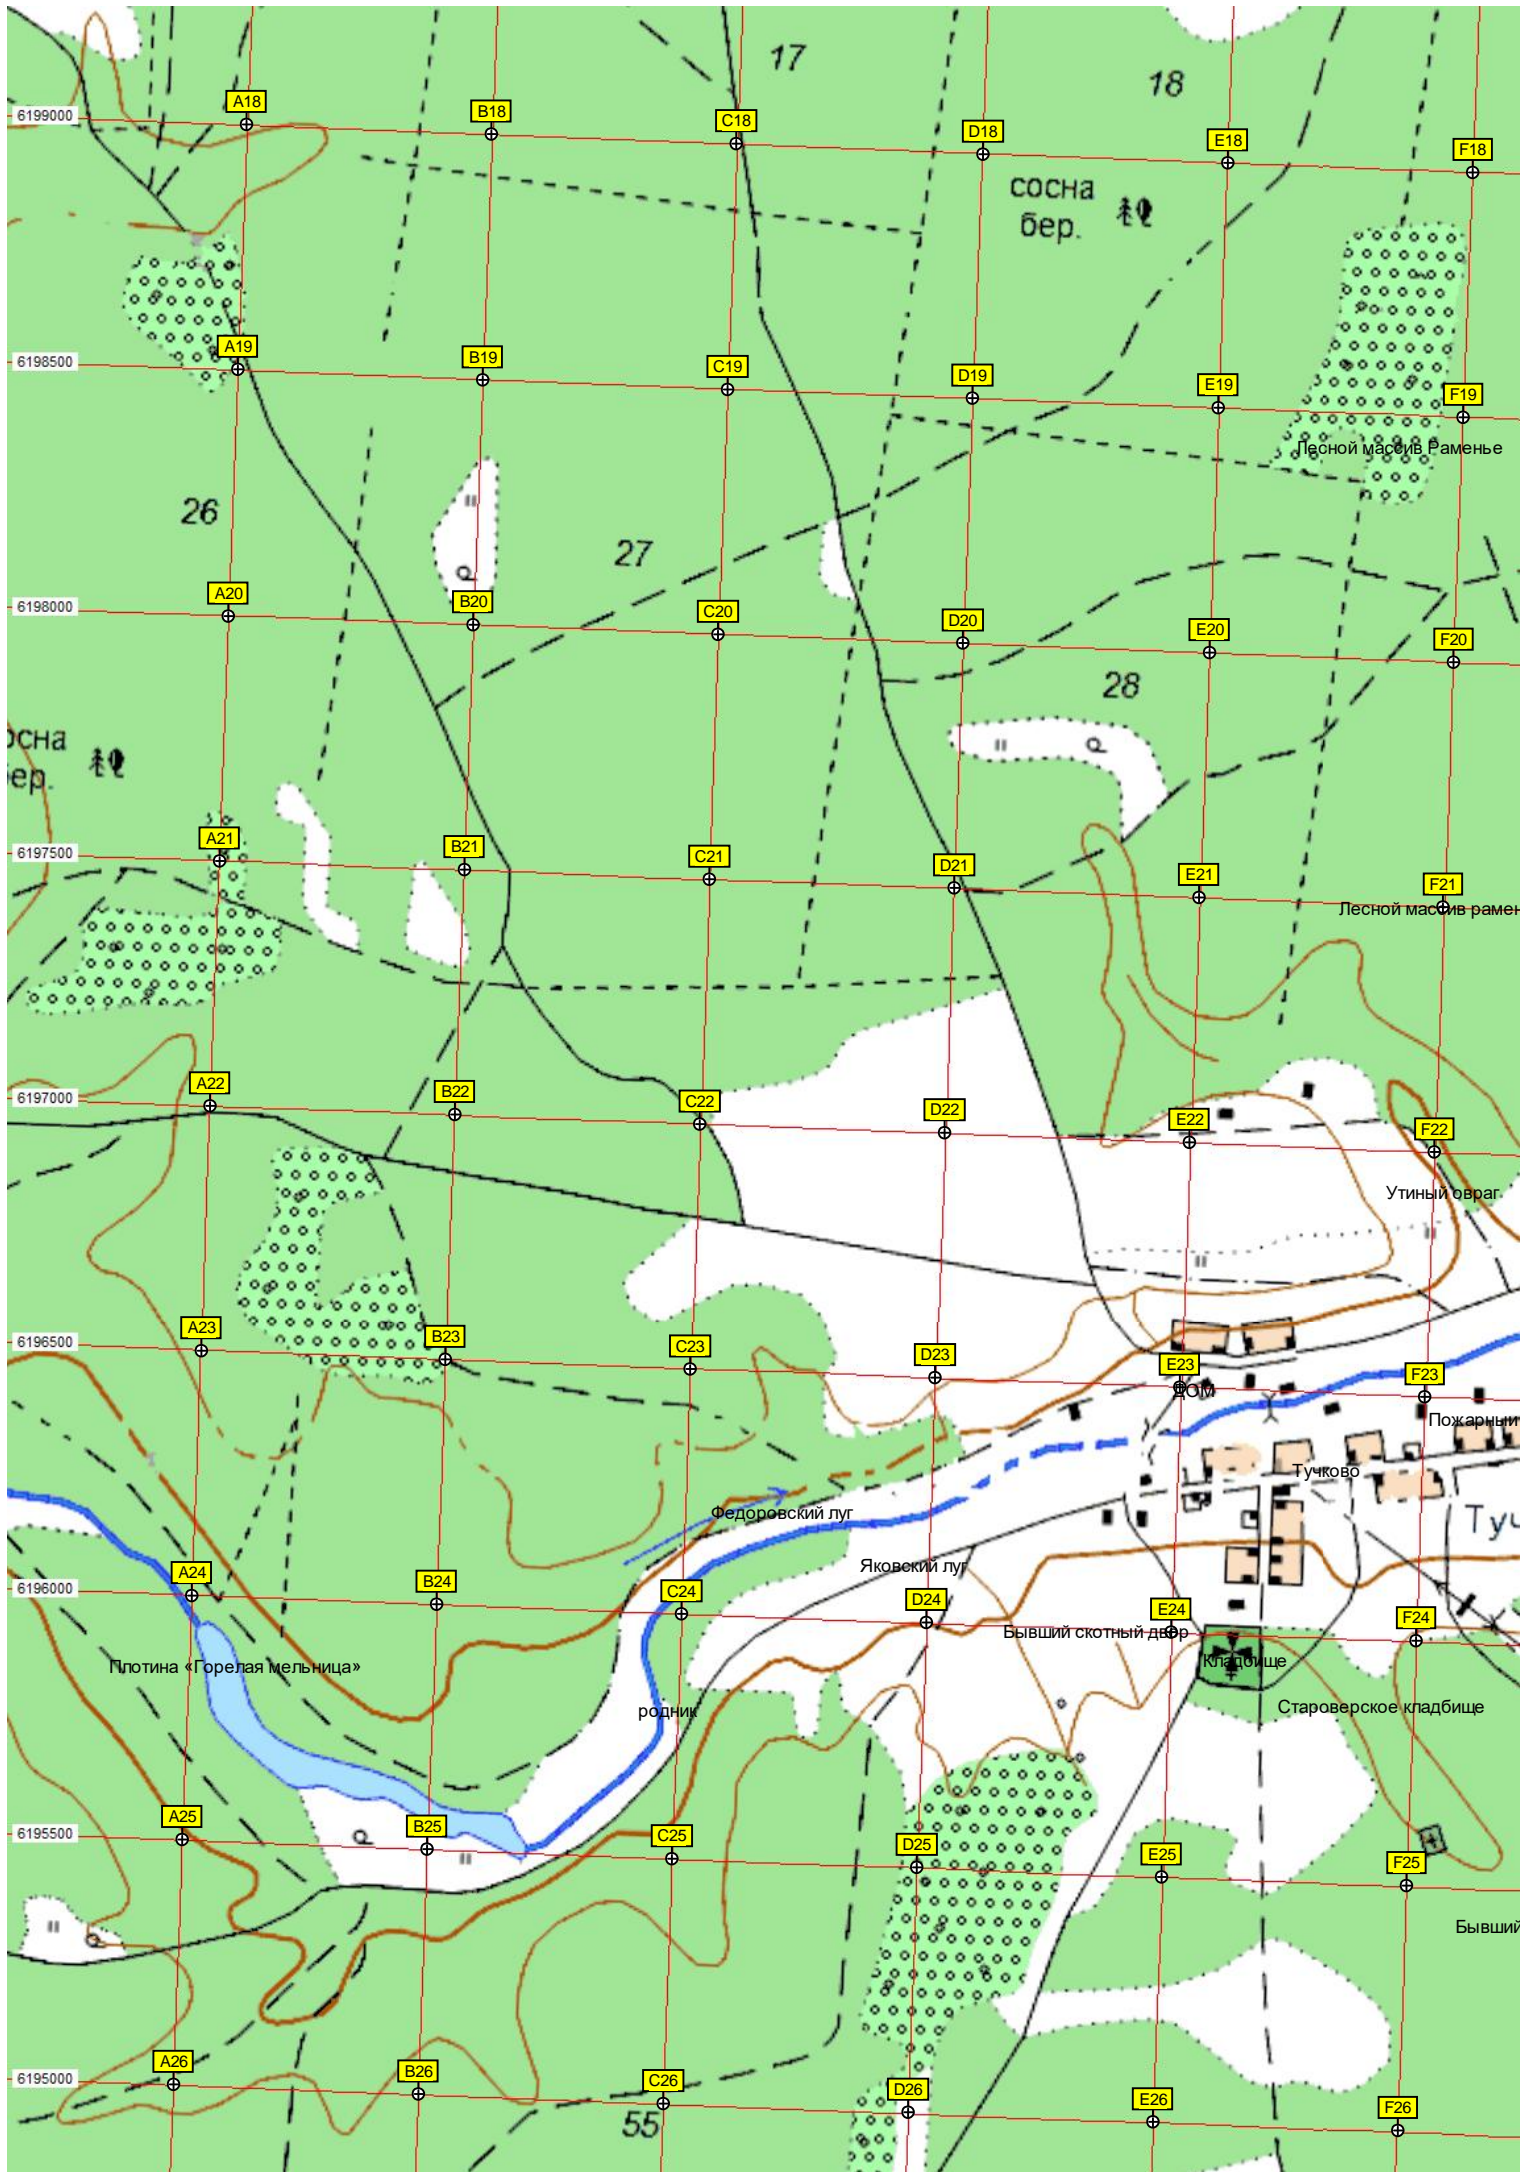 17
18
6199000
A18
B18
C18
D18
E18
F18
сосна
бер.
6198500
A19
B19
C19
D19
E19
F19
Лесной массив Раменье
26
27
6198000
A20
B20
C20
D20
E20
F20
28
осна
ер.
6197500
A21
B21
C21
D21
E21
F21
Лесной массив рамен
6197000
A22
B22
C22
D22
E22
F22
Утиный овраг
6196500
A23
B23
C23
D23
E23
F23
ДОМ
Пожарный
Тучково
Федоровский луг
Туч
Яковский луг
6196000
A24
B24
C24
D24
E24
F24
Бывший скотный двор
Плотина «Горелая мельница»
Кладбище
родник
Староверское кладбище
6195500
A25
B25
C25
D25
E25
F25
Бывший
6195000
A26
B26
C26
D26
E26
F26
55